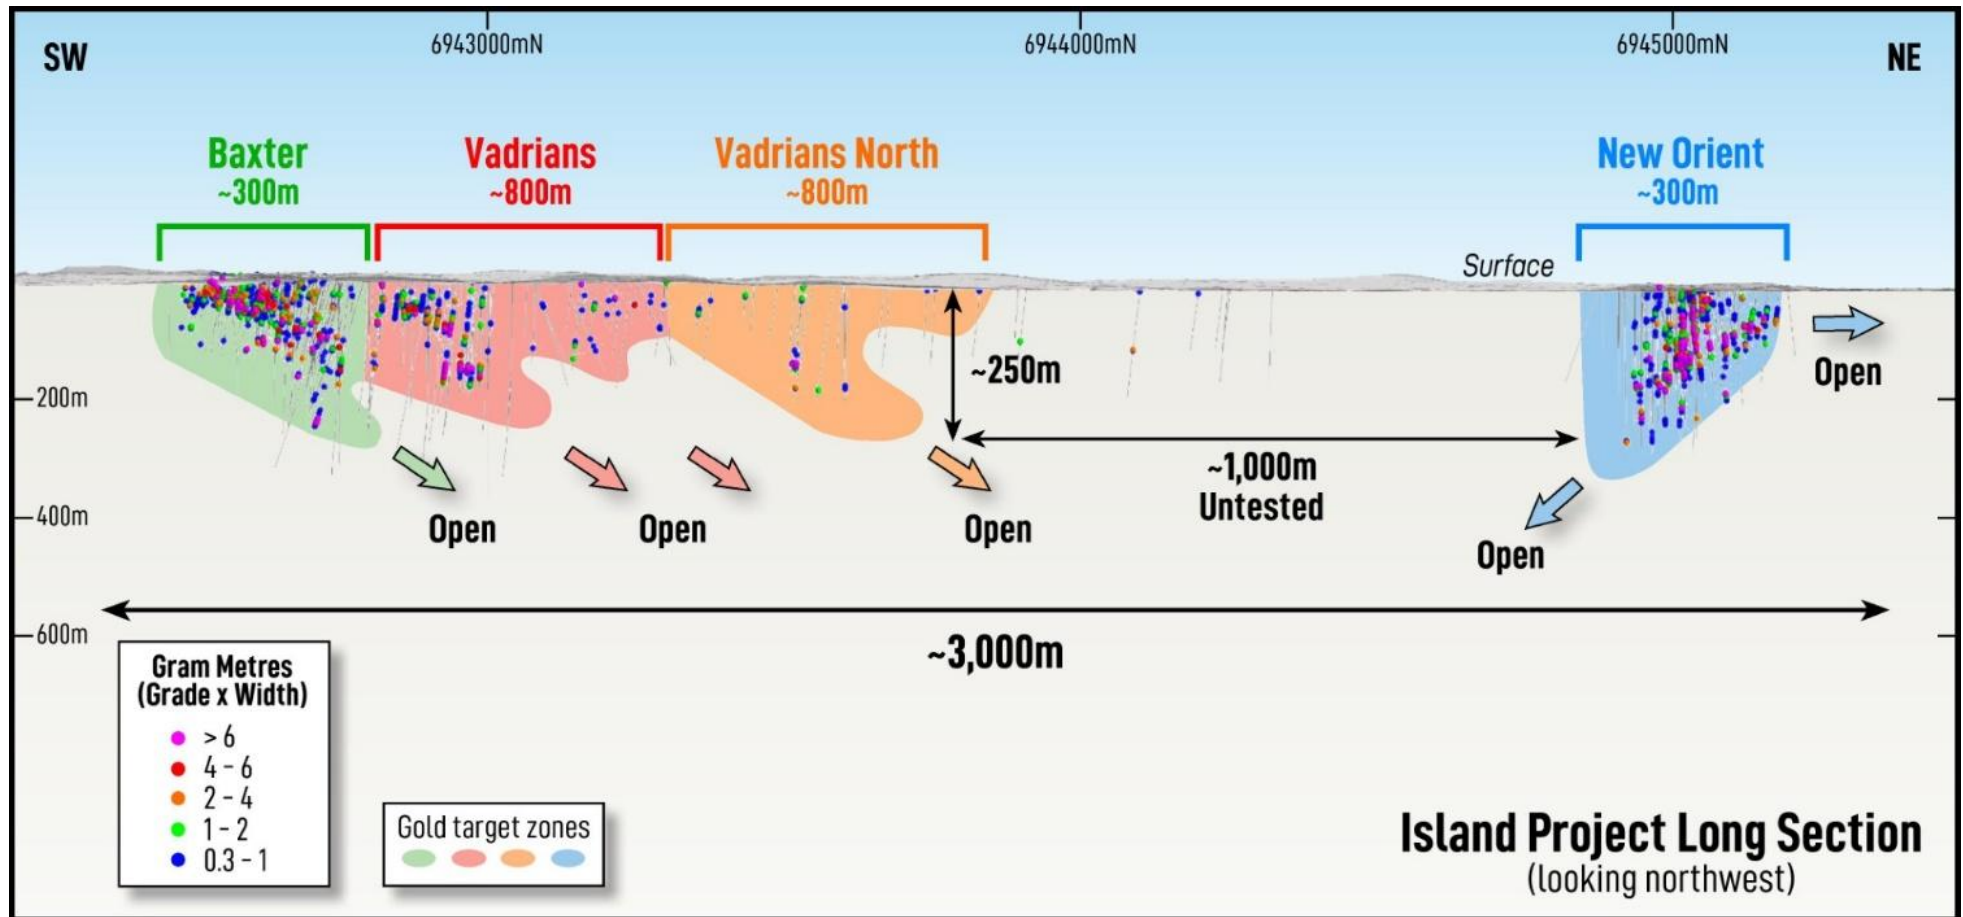 SW
6943000mN
6944000mN
6945000mN
NE
Baxter
~300m
Vadrians
~800m
Vadrians North
~800m
New Orient
~300m
Surface
~250m
Open
200m
~1,000m
Untested
400m
Open
Open
Open
Open
600m
~3,000m
Gram Metres
(Grade x Width)
> 6
4 - 6
2 - 4
1 - 2
0.3 - 1
Gold target zones
Island Project Long Section
(looking northwest)